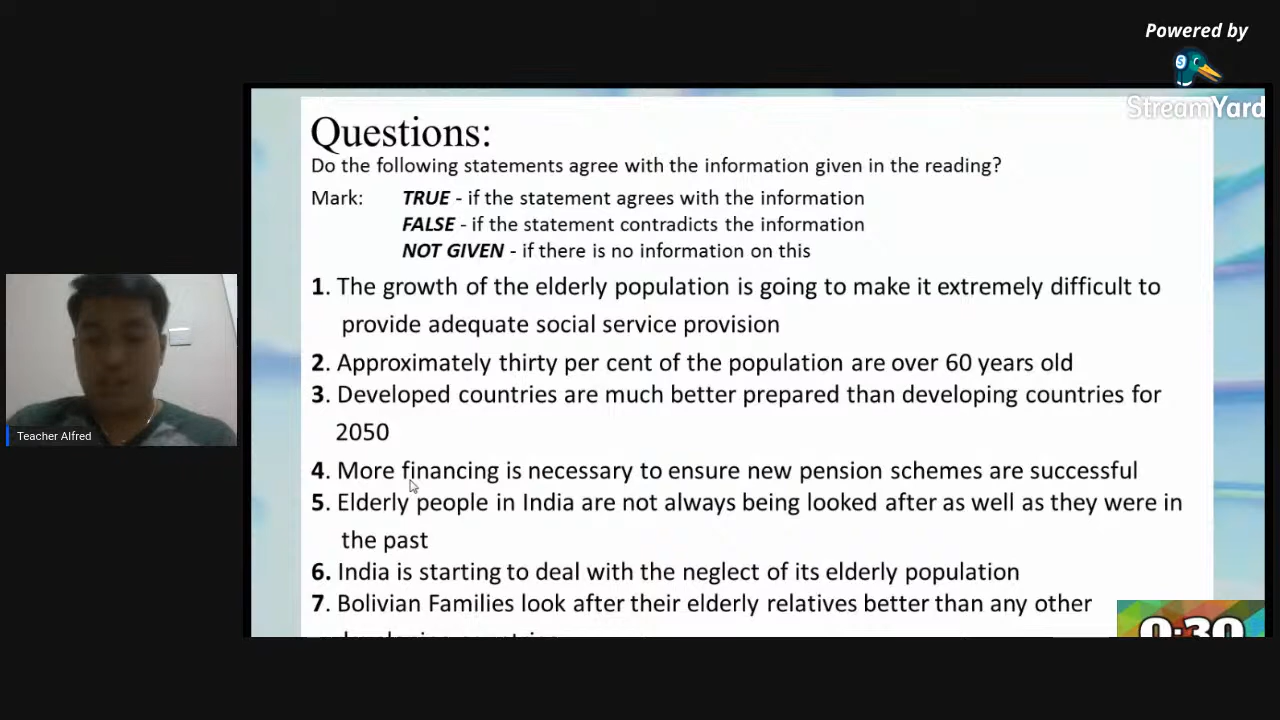 Powered by
StreamYard
Questions:
Do the following statements agree with the information given in the reading?
Mark: TRUE - if the statement agrees with the information
FALSE - if the statement contradicts the information
NOT GIVEN - if there is no information on this
1. The growth of the elderly population is going to make it extremely difficult to
provide adequate social service provision
2. Approximately thirty per cent of the population are over 60 years old
3. Developed countries are much better prepared than developing countries for
2050
4. More financing is necessary to ensure new pension schemes are successful
5. Elderly people in India are not always being looked after as well as they were in
the past
6. India is starting to deal with the neglect of its elderly population
7. Bolivian Families look after their elderly relatives better than any other
0:30
Teacher Alfred